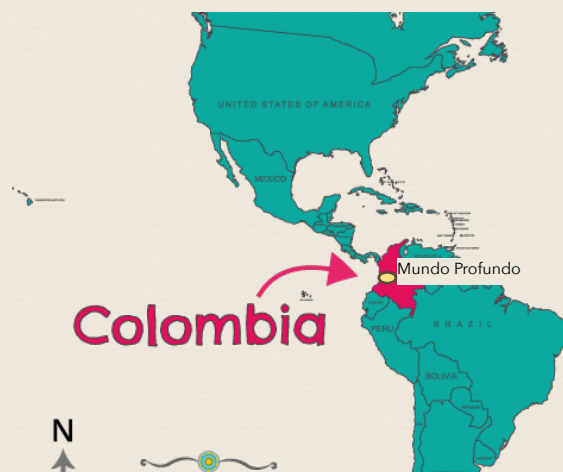 UNITED STATES OF AMERICA
MEXICO
Mundo Profundo
Colombia
PERU
BRAZIL
BOLIVIA
N